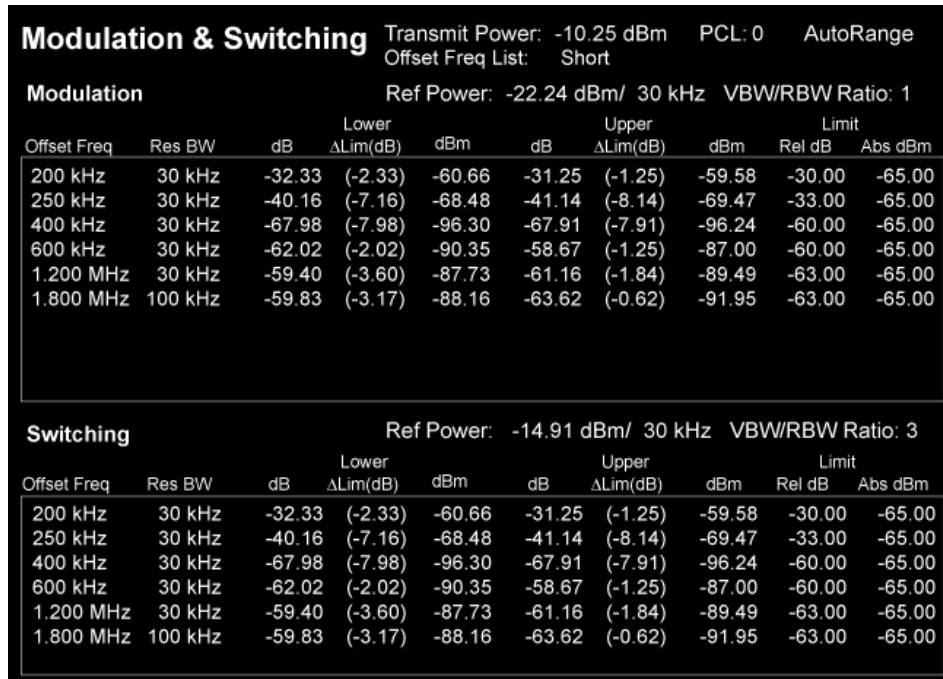 Modulation & Switching Transmit Power: -10.25 dBm PCL: 0 AutoRange
Offset Freq List: Short
Modulation Ref Power: -22.24 dBm/ 30 kHz VBW/RBW Ratio: 1
Lower Upper Limit
Offset Freq Res BW dB ΔLim(dB) dBm dB ΔLim(dB) dBm Rel dB Abs dBm
200 kHz 30 kHz -32.33 (-2.33) -60.66 -31.25 (-1.25) -59.58 -30.00 -65.00
250 kHz 30 kHz -40.16 (-7.16) -68.48 -41.14 (-8.14) -69.47 -33.00 -65.00
400 kHz 30 kHz -67.98 (-7.98) -96.30 -67.91 (-7.91) -96.24 -60.00 -65.00
600 kHz 30 kHz -62.02 (-2.02) -90.35 -58.67 (-1.25) -87.00 -60.00 -65.00
1.200 MHz 30 kHz -59.40 (-3.60) -87.73 -61.16 (-1.84) -89.49 -63.00 -65.00
1.800 MHz 100 kHz -59.83 (-3.17) -88.16 -63.62 (-0.62) -91.95 -63.00 -65.00
Switching Ref Power: -14.91 dBm/ 30 kHz VBW/RBW Ratio: 3
Lower Upper Limit
Offset Freq Res BW dB ΔLim(dB) dBm dB ΔLim(dB) dBm Rel dB Abs dBm
200 kHz 30 kHz -32.33 (-2.33) -60.66 -31.25 (-1.25) -59.58 -30.00 -65.00
250 kHz 30 kHz -40.16 (-7.16) -68.48 -41.14 (-8.14) -69.47 -33.00 -65.00
400 kHz 30 kHz -67.98 (-7.98) -96.30 -67.91 (-7.91) -96.24 -60.00 -65.00
600 kHz 30 kHz -62.02 (-2.02) -90.35 -58.67 (-1.25) -87.00 -60.00 -65.00
1.200 MHz 30 kHz -59.40 (-3.60) -87.73 -61.16 (-1.84) -89.49 -63.00 -65.00
1.800 MHz 100 kHz -59.83 (-3.17) -88.16 -63.62 (-0.62) -91.95 -63.00 -65.00